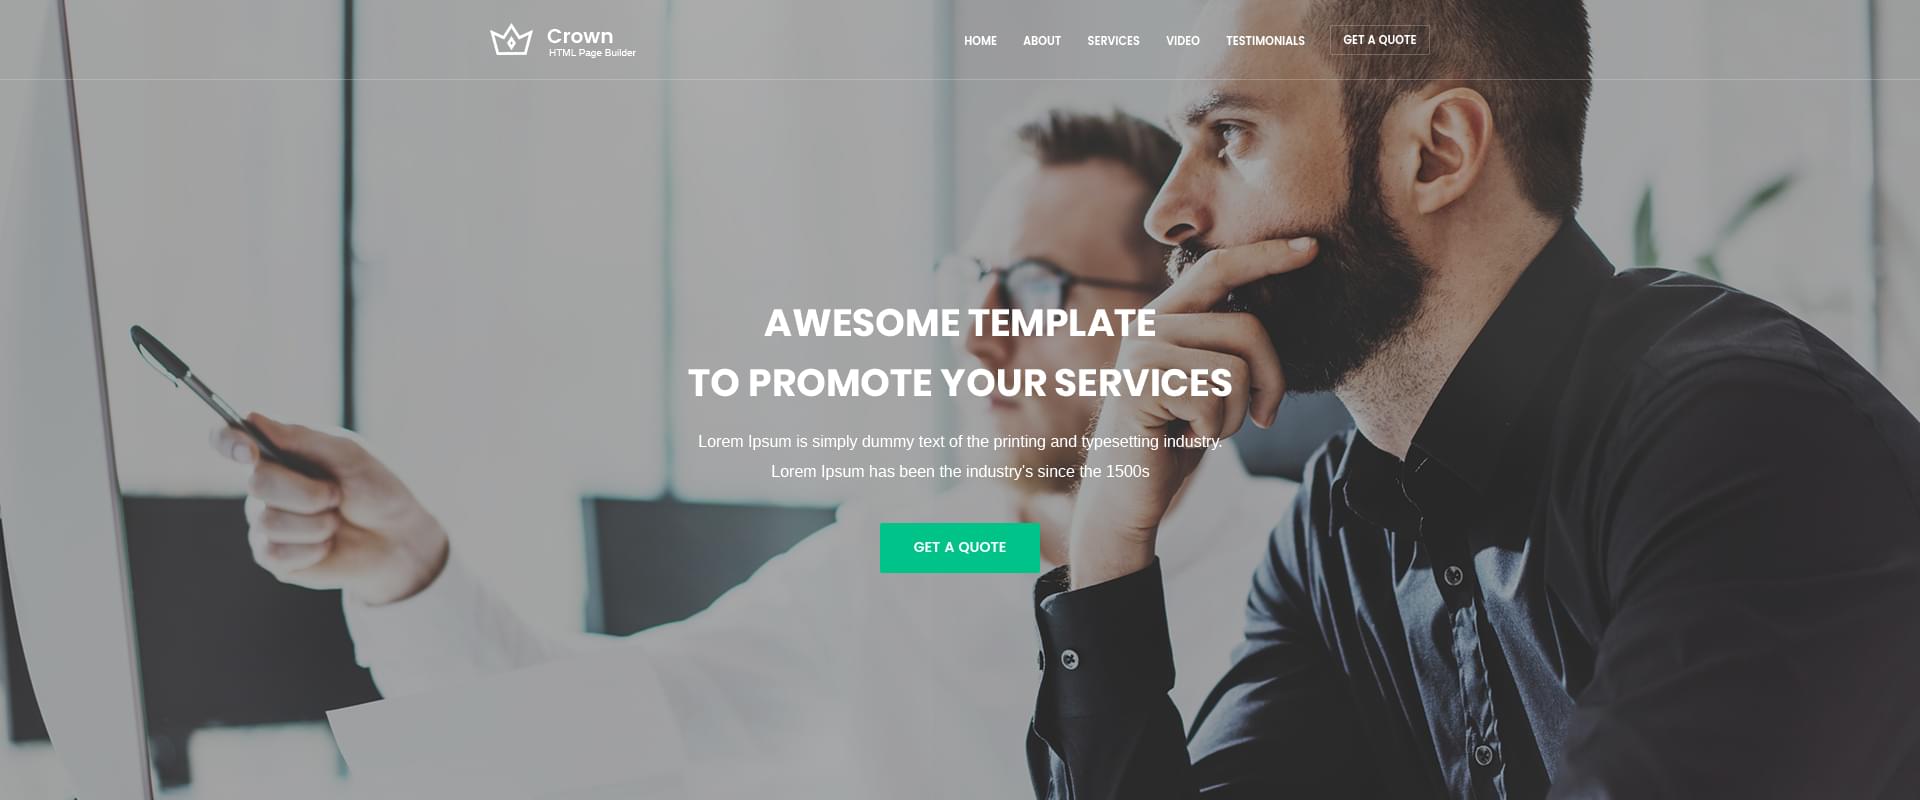 Crown
HTML Page Builder
HOME ABOUT SERVICES VIDEO TESTIMONIALS GET A QUOTE
AWESOME TEMPLATE
TO PROMOTE YOUR SERVICES
Lorem Ipsum is simply dummy text of the printing and typesetting industry.
Lorem Ipsum has been the industry's since the 1500s
GET A QUOTE